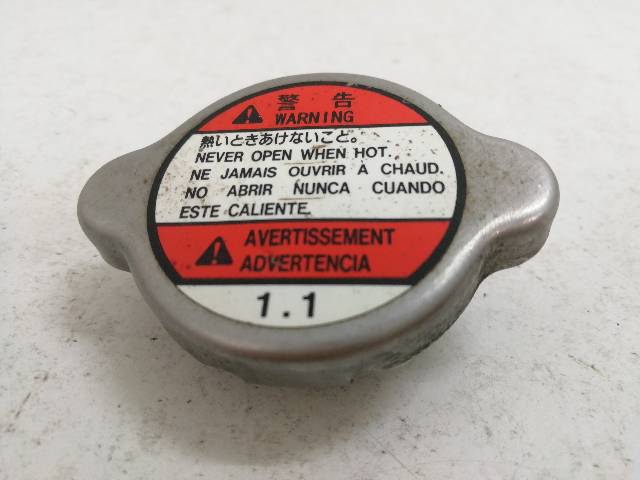 警告
WARNING
熱いときあけないこと。
NEVER OPEN WHEN HOT.
NE JAMAIS OUVRIR À CHAUD.
NO ABRIR NUNCA CUANDO
ESTE CALIENTE.
AVERTISSEMENT
ADVERTENCIA
1.1